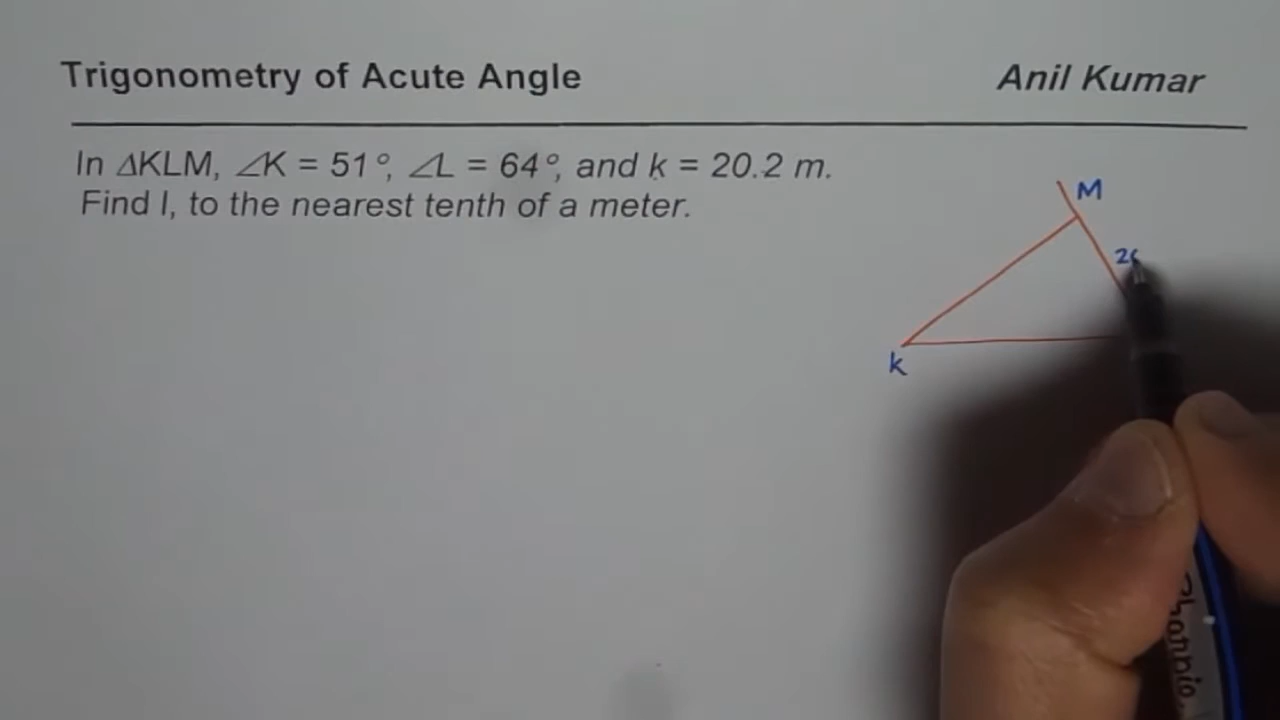 Trigonometry of Acute Angle Anil Kumar
In ΔKLM, ∠K = 51°, ∠L = 64°, and k = 20.2 m.
Find l, to the nearest tenth of a meter.
M
k